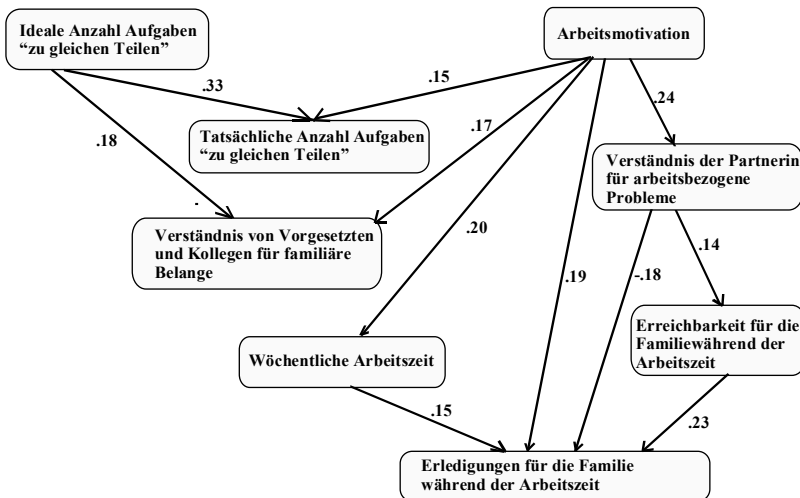 Ideale Anzahl Aufgaben
“zu gleichen Teilen”
Arbeitsmotivation
.33
.15
.24
.18
.17
Tatsächliche Anzahl Aufgaben
“zu gleichen Teilen”
Verständnis der Partnerin
für arbeitsbezogene
Probleme
Verständnis von Vorgesetzten
und Kollegen für familiäre
Belange
.20
.19
-.18
.14
Erreichbarkeit für die
Familiewährend der
Arbeitszeit
Wöchentliche Arbeitszeit
.15
.23
Erledigungen für die Familie
während der Arbeitszeit